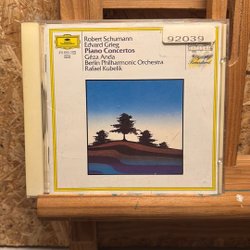 Robert Schumann
Edvard Grieg
Piano Concertos
Géza Anda
Berlin Philharmonic Orchestra
Rafael Kubelik
92039